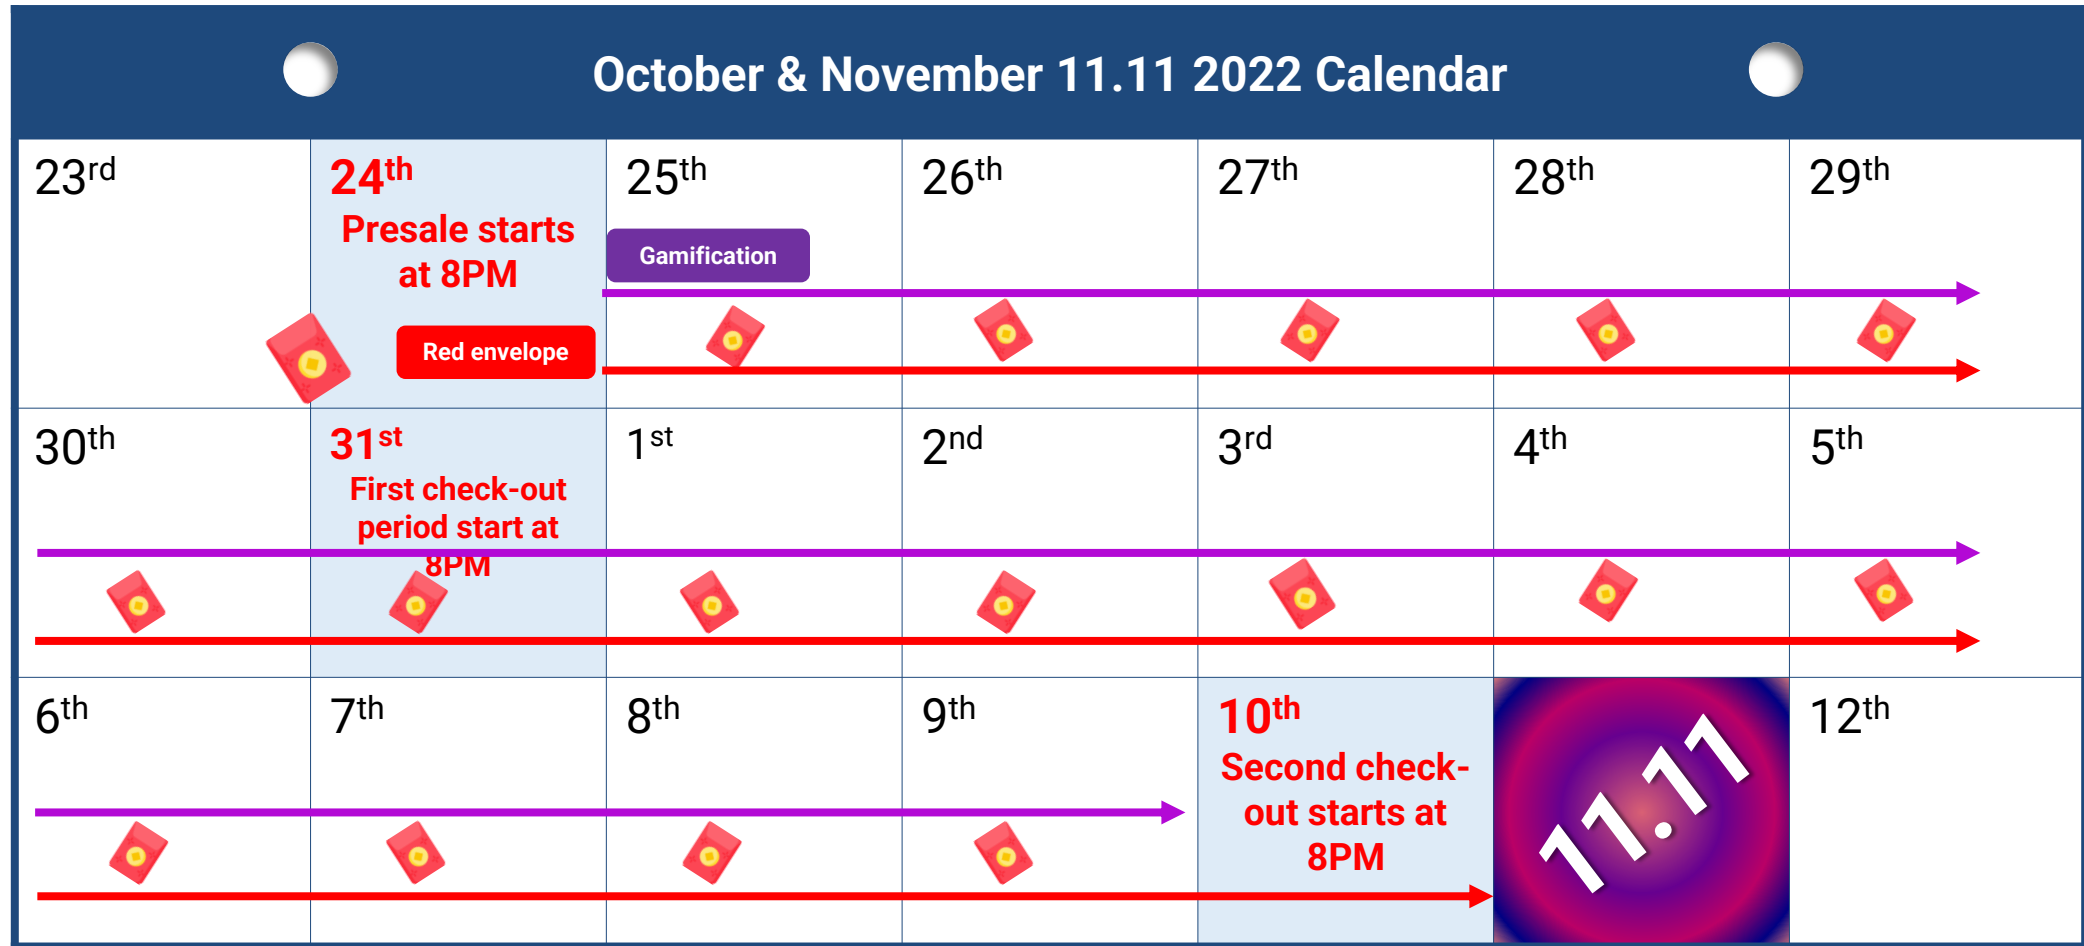 October & November 11.11 2022 Calendar
23rd
24th
Presale starts
at 8PM
Red envelope
25th
Gamification
26th
27th
28th
29th
30th
31st
First check-out
period start at
8PM
1st
2nd
3rd
4th
5th
6th
7th
8th
9th
10th
Second check-
out starts at
8PM
11.11
12th